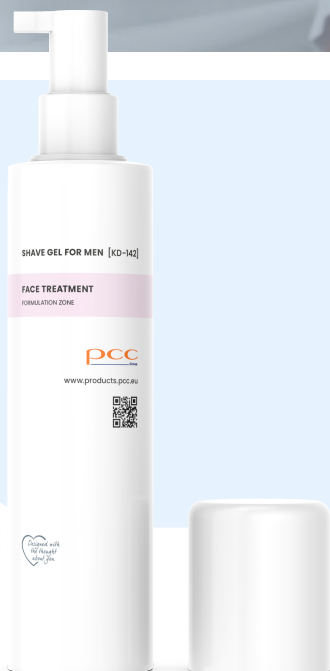 SHAVE GEL FOR MEN [KD-142]
FACE TREATMENT
FORMULATION ZONE
pcc
www.products.pcc.eu
Designed with
the thought
about you